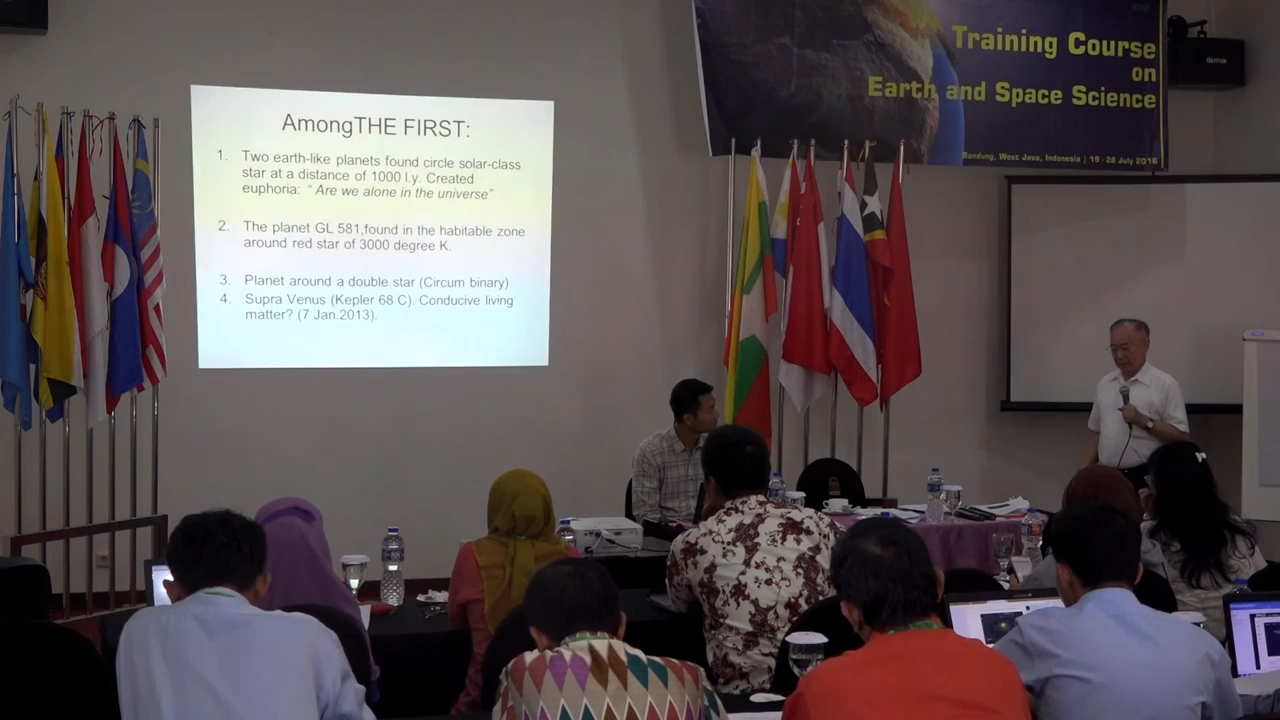 AmongTHE FIRST:
1. Two earth-like planets found circle solar-class
star at a distance of 1000 l.y. Created
euphoria: “ Are we alone in the universe”
2. The planet GL 581,found in the habitable zone
around red star of 3000 degree K.
3. Planet around a double star (Circum binary)
4. Supra Venus (Kepler 68 C). Conducive living
matter? (7 Jan.2013).
Training Course
on
Earth and Space Science
Bandung, West Java, Indonesia | 19 - 28 July 2016